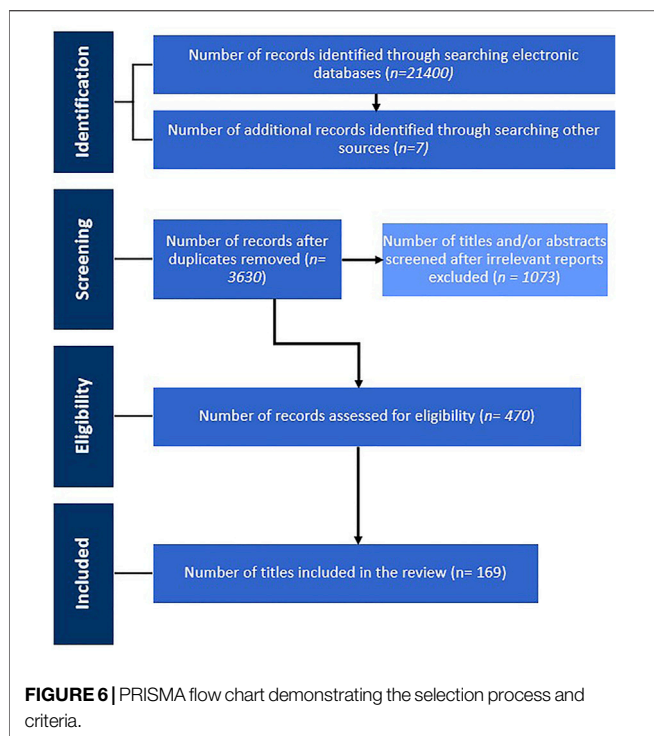 Identification
Number of records identified through searching electronic
databases (n=21400)
Number of additional records identified through searching other
sources (n=7)
Screening
Number of records after
duplicates removed (n=
3630)
Number of titles and/or abstracts
screened after irrelevant reports
excluded (n = 1073)
Eligibility
Number of records assessed for eligibility (n= 470)
Included
Number of titles included in the review (n= 169)
FIGURE 6 | PRISMA flow chart demonstrating the selection process and
criteria.